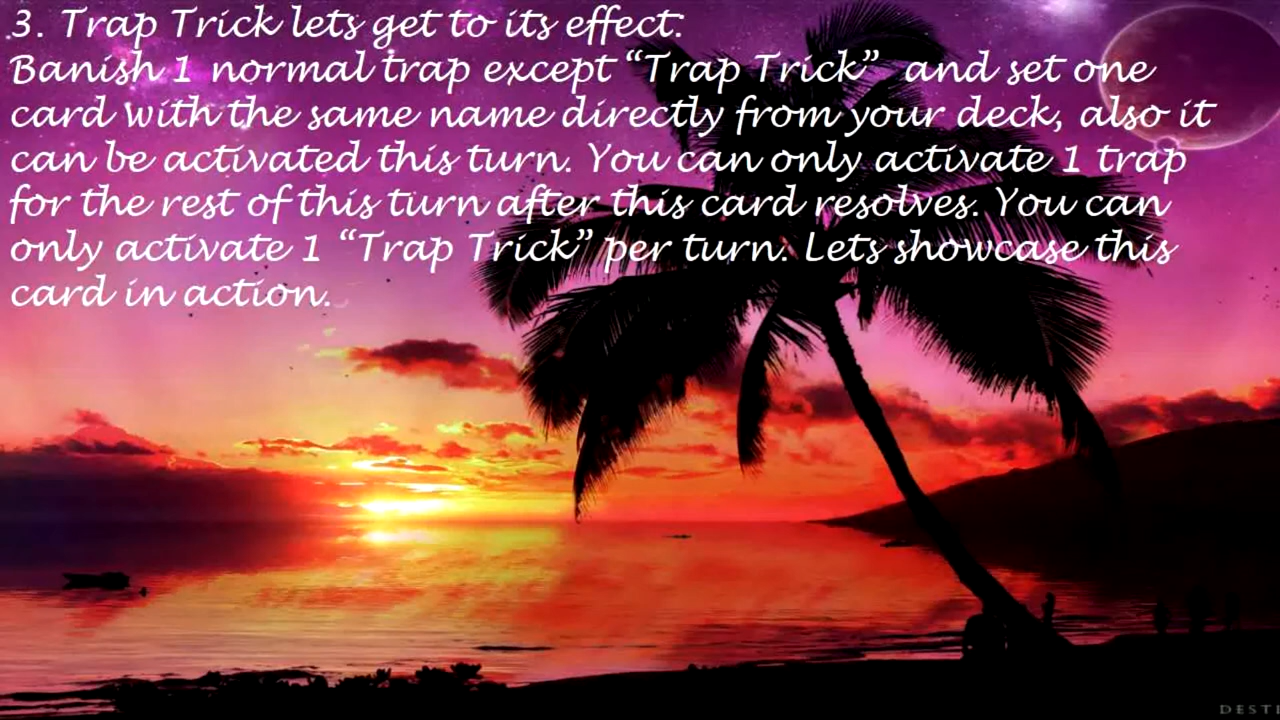 3. Trap Trick lets get to its effect:
Banish 1 normal trap except “Trap Trick” and set one
card with the same name directly from your deck, also it
can be activated this turn. You can only activate 1 trap
for the rest of this turn after this card resolves. You can
only activate 1 “Trap Trick” per turn. Lets showcase this
card in action.
DESTI